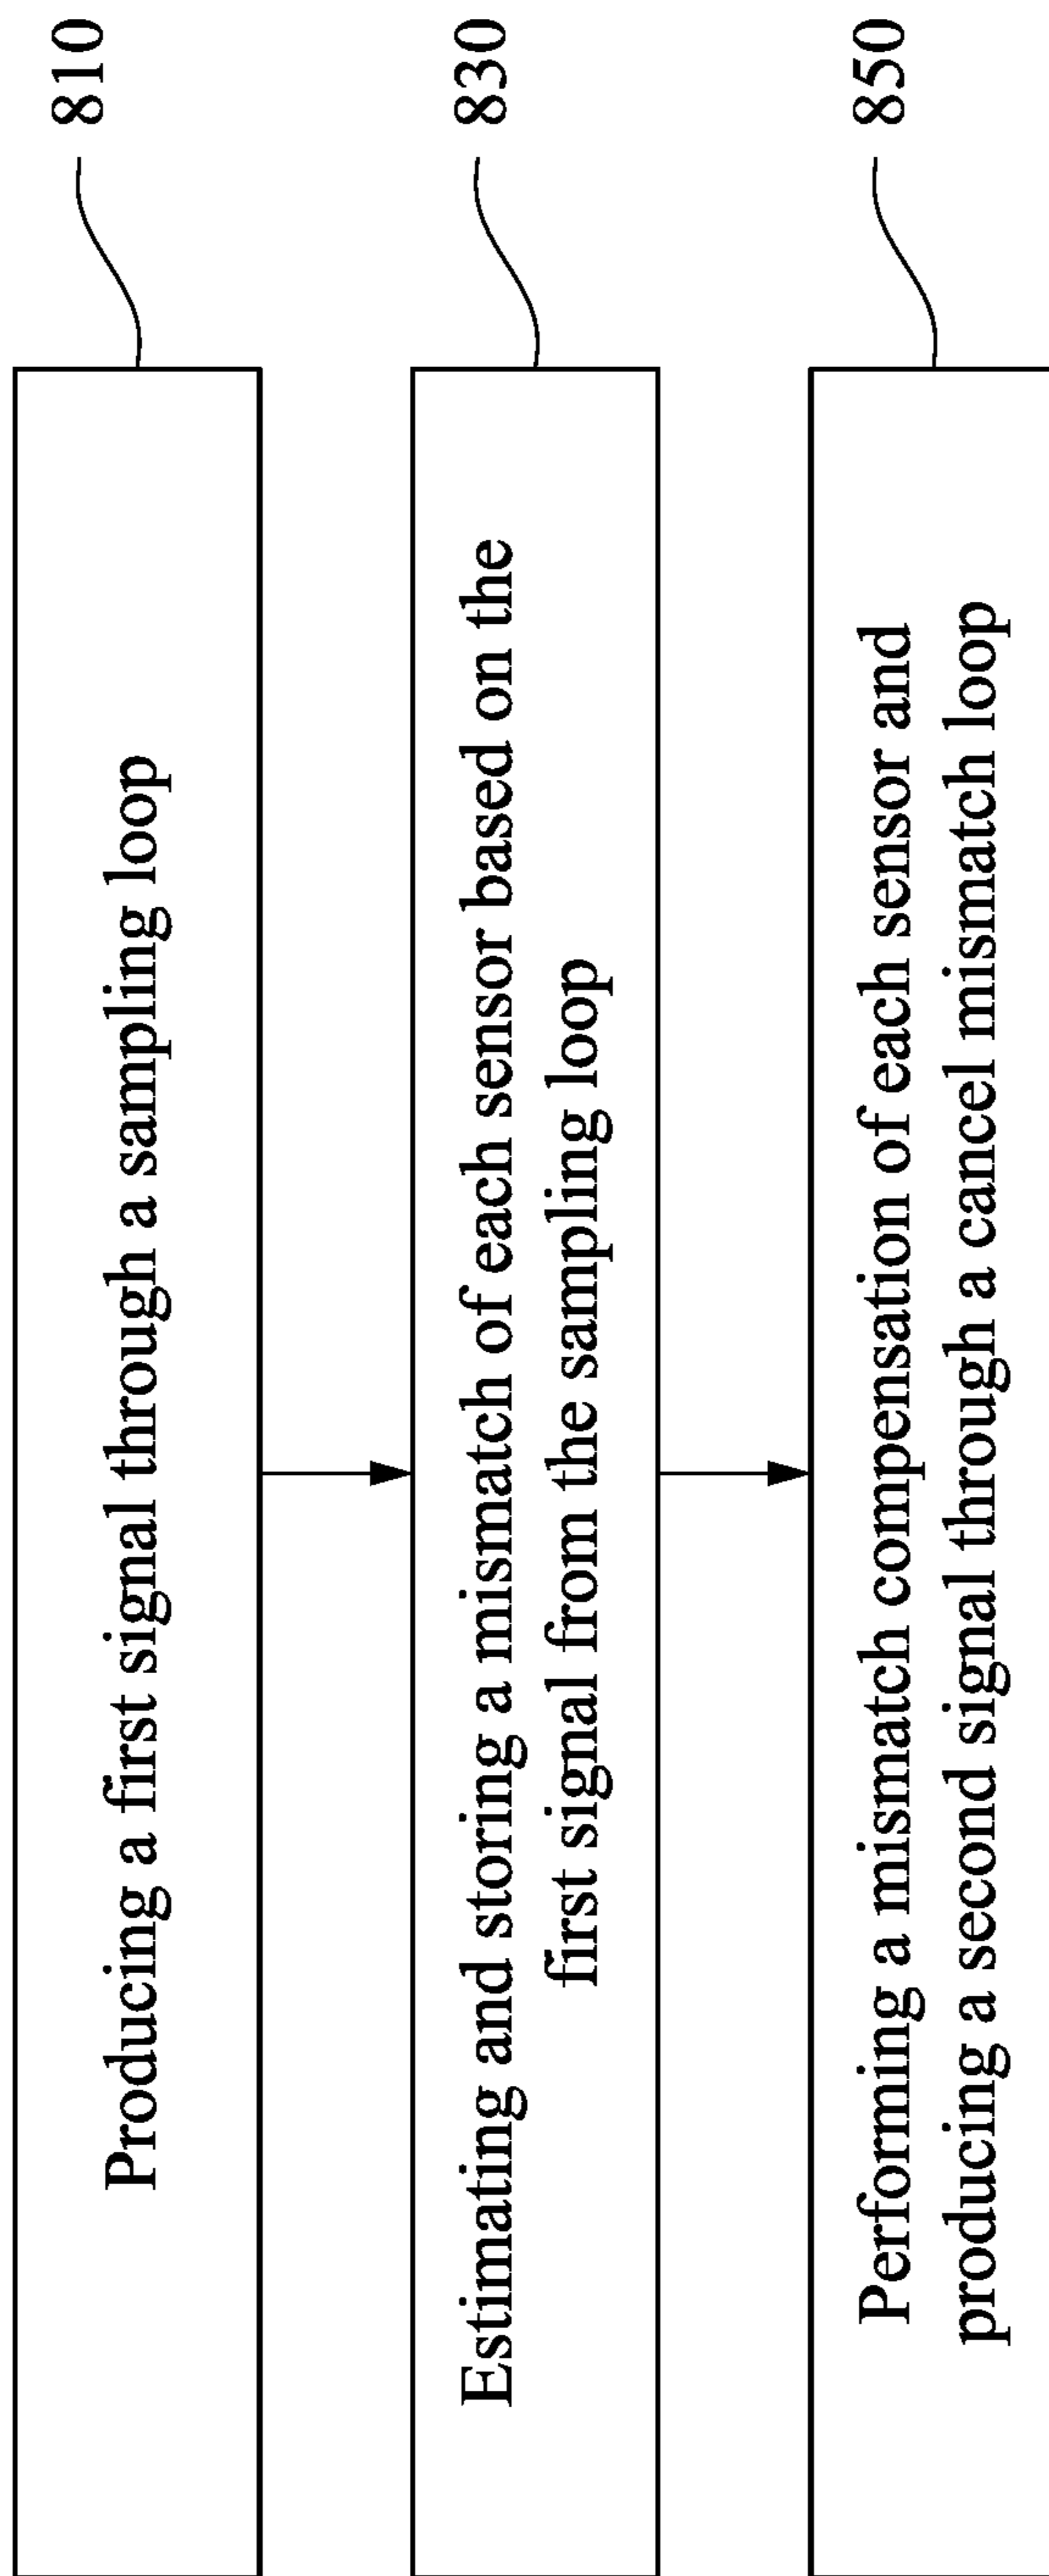 Producing a first signal through a sampling loop
810
Estimating and storing a mismatch of each sensor based on the
first signal from the sampling loop
830
Performing a mismatch compensation of each sensor and
producing a second signal through a cancel mismatch loop
850